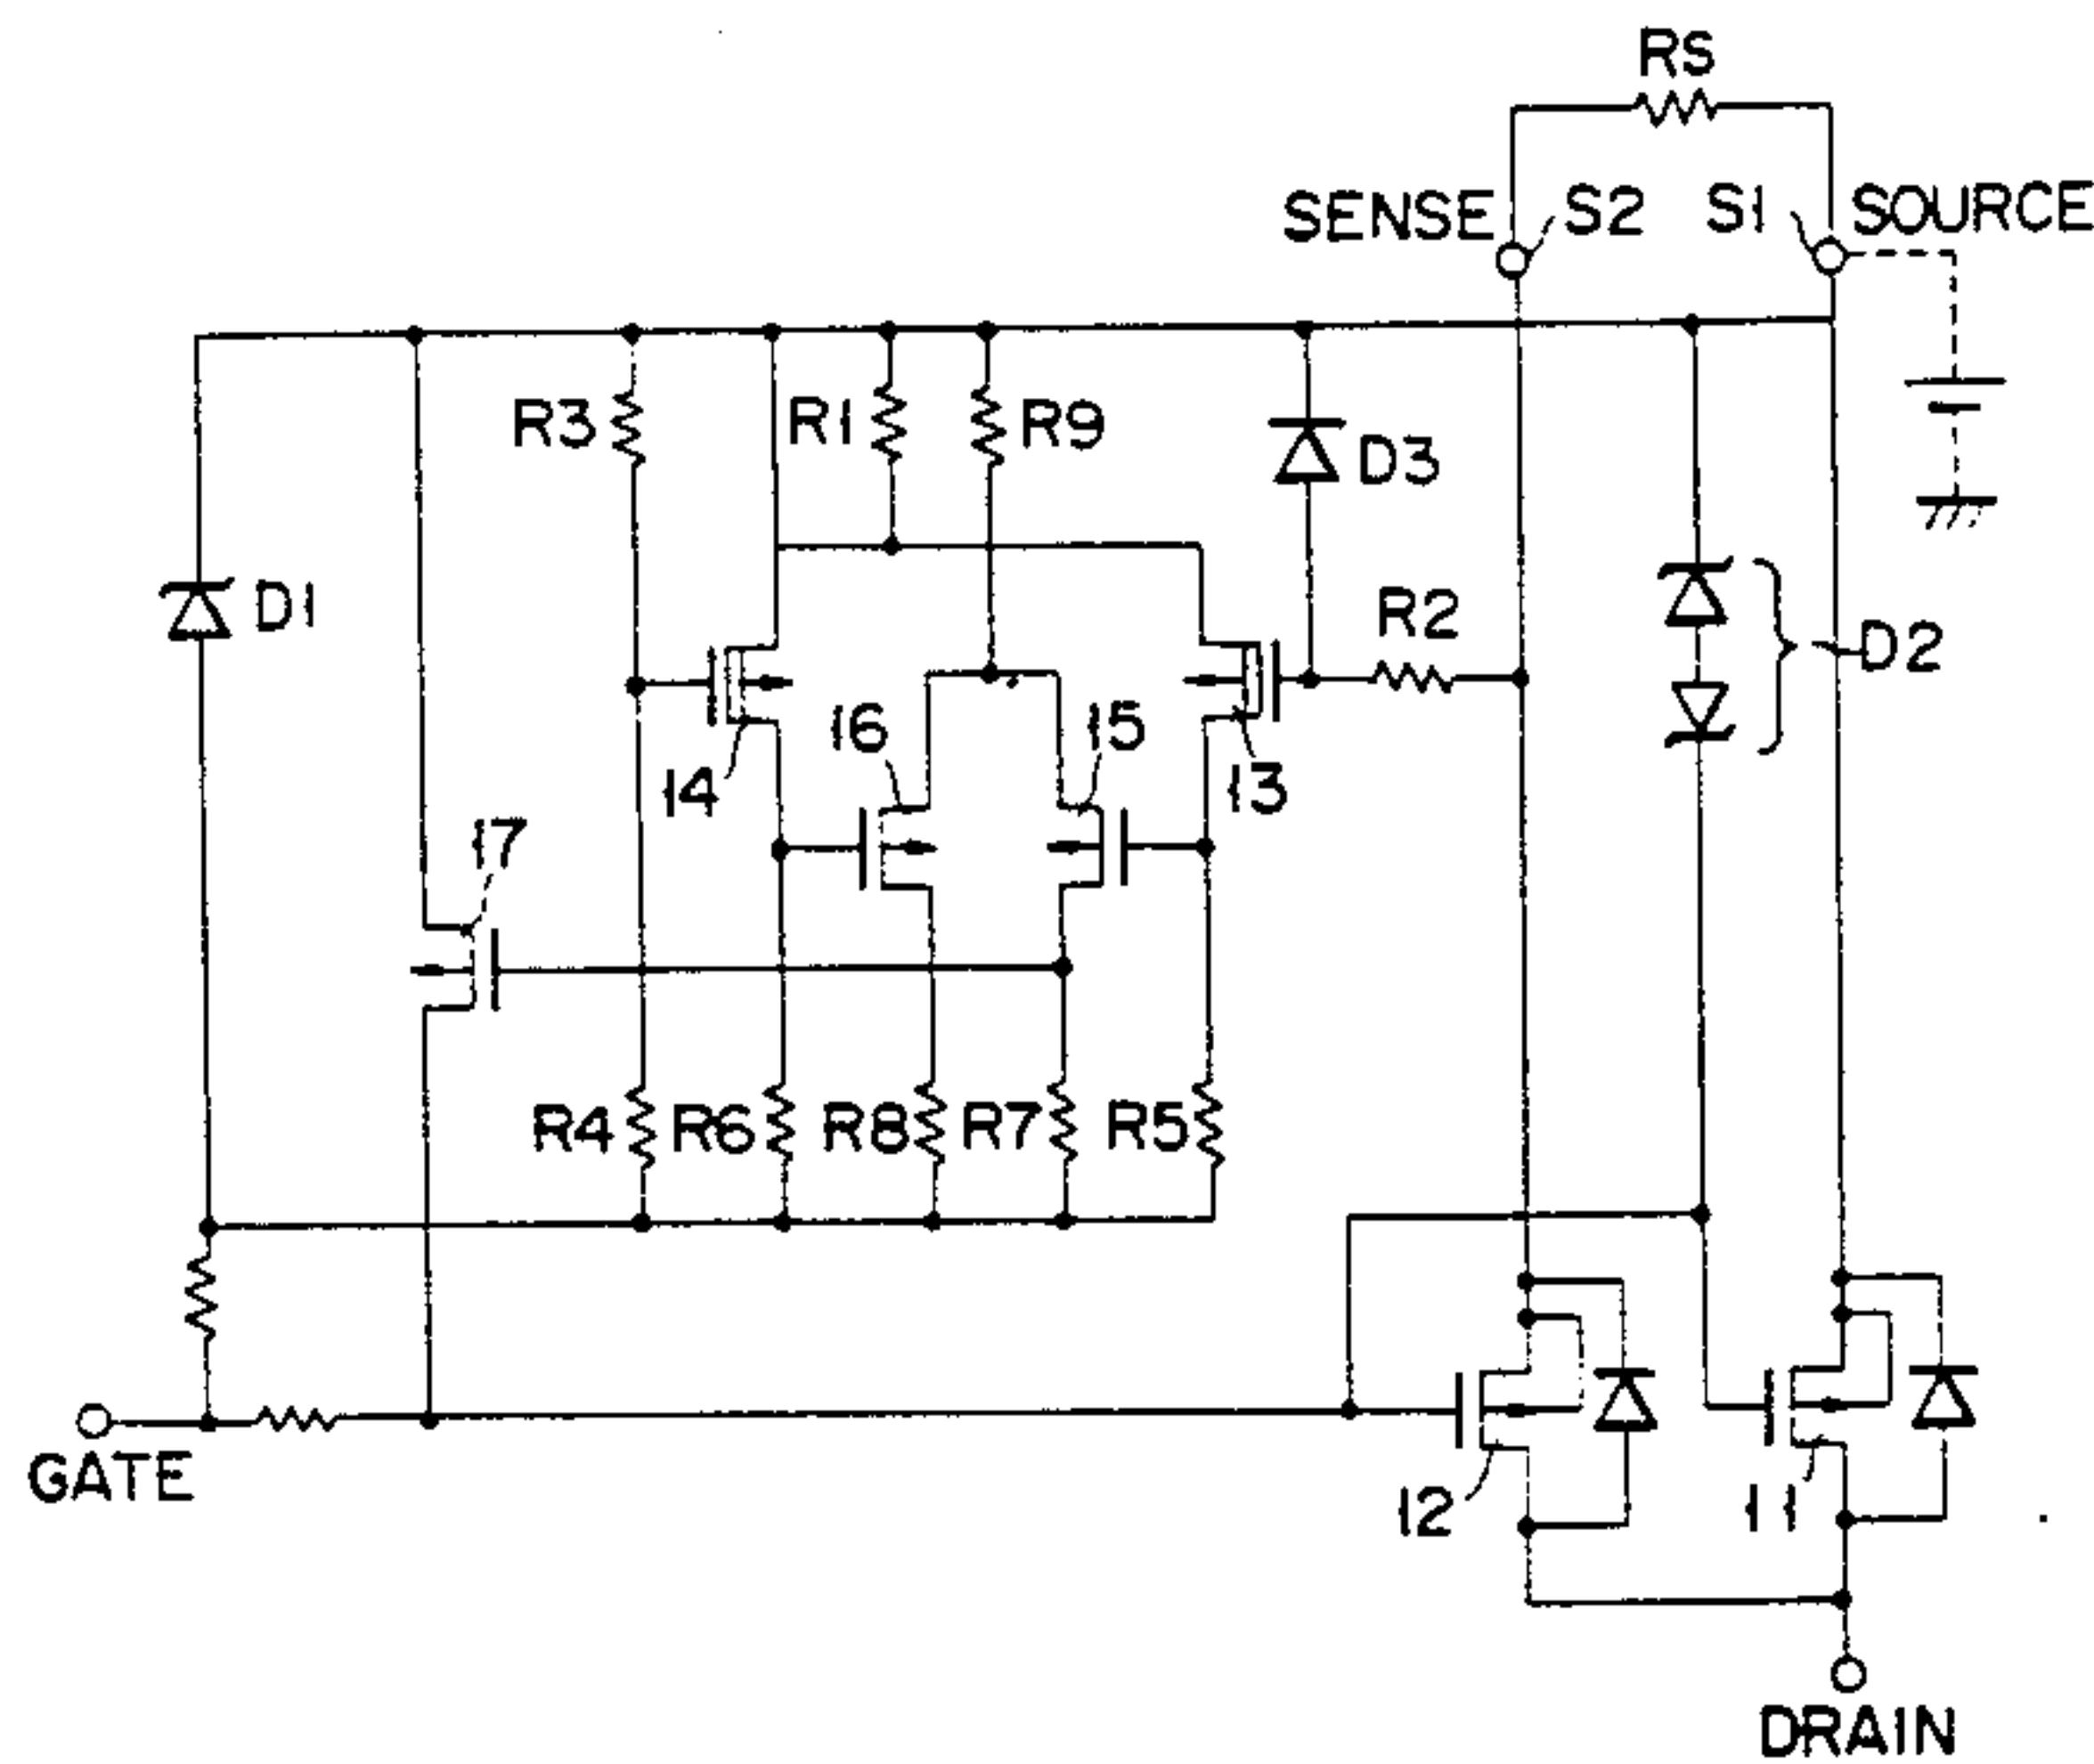 RS
SENSE S2 S1 SOURCE
R3 R1 R9 D3
D1 R2 D2
16 15
14 13
17
R4 R6 R8 R7 R5
GATE
12 11
DRAIN